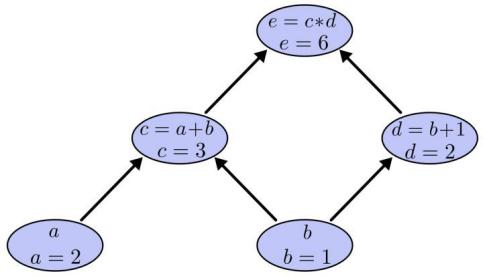 e = c*d
e = 6
c = a+b
c = 3
d = b+1
d = 2
a
a = 2
b
b = 1